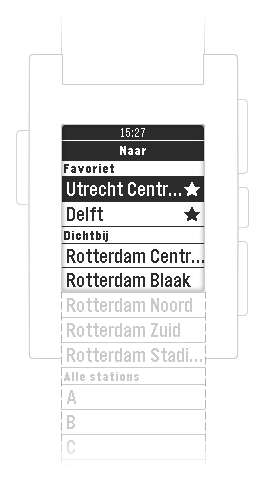 15:27
Naar
Favoriet
Utrecht Centr...
Delft
Dichtbij
Rotterdam Centr...
Rotterdam Blaak
Rotterdam Noord
Rotterdam Zuid
Rotterdam Stadi...
Alle stations
A
B
C